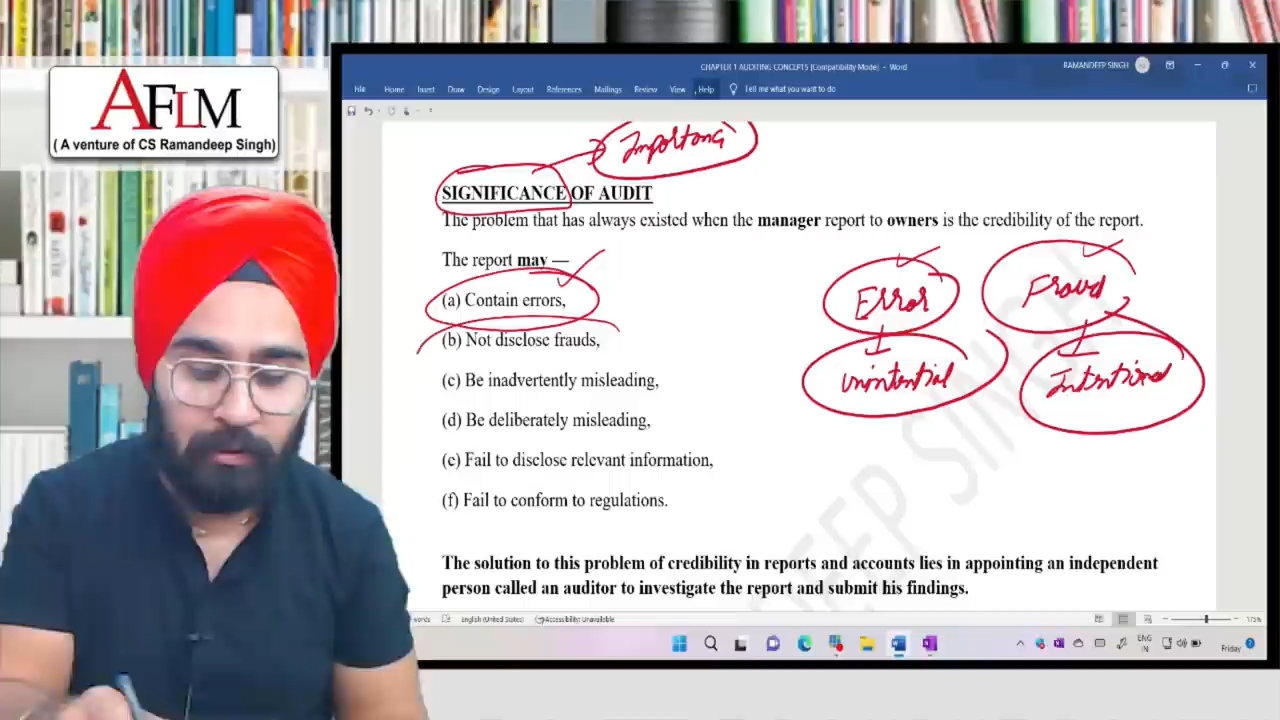 AFLM
( A venture of CS Ramandeep Singh)
CHAPTER 1 AUDITING CONCEPTS [Compatibility Mode] - Word
RAMANDEEP SINGH
File Home Insert Draw Design Layout References Mailings Review View Help Tell me what you want to do
SIGNIFICANCE OF AUDIT
The problem that has always existed when the manager report to owners is the credibility of the report.
The report may —
(a) Contain errors,
(b) Not disclose frauds,
(c) Be inadvertently misleading,
(d) Be deliberately misleading,
(e) Fail to disclose relevant information,
(f) Fail to conform to regulations.
Error
Fraud
Intentional
The solution to this problem of credibility in reports and accounts lies in appointing an independent
person called an auditor to investigate the report and submit his findings.
DEEP SINGH
words English (United States) Accessibility: Unavailable 175%
ENG
IN
Friday